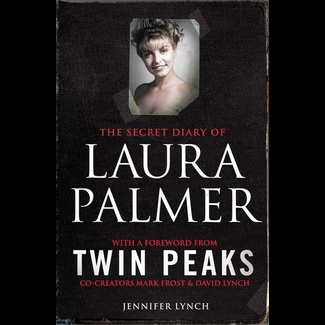 THE SECRET DIARY OF
LAURA
PALMER
WITH A FOREWORD FROM
TWIN PEAKS
CO-CREATORS MARK FROST & DAVID LYNCH
JENNIFER LYNCH